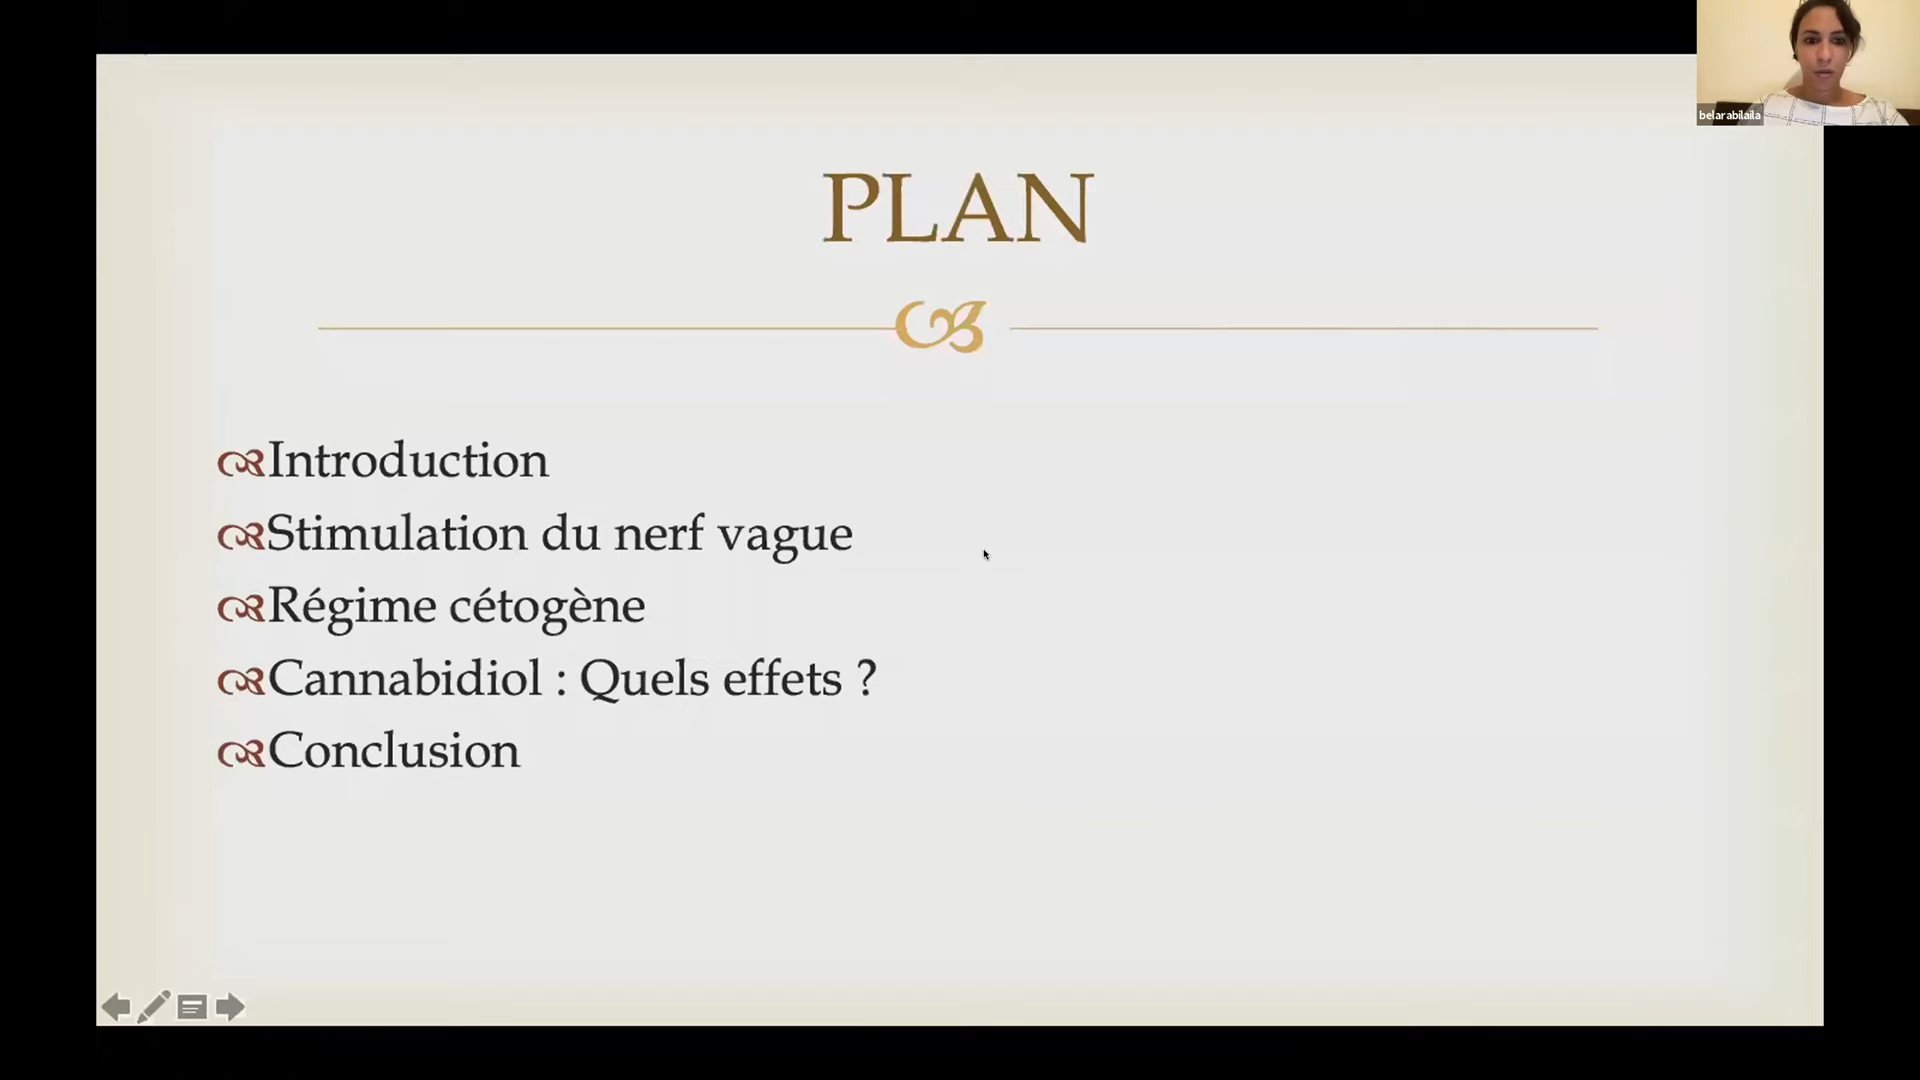 belarabilaila
PLAN
Introduction
Stimulation du nerf vague
Régime cétogène
Cannabidiol : Quels effets ?
Conclusion